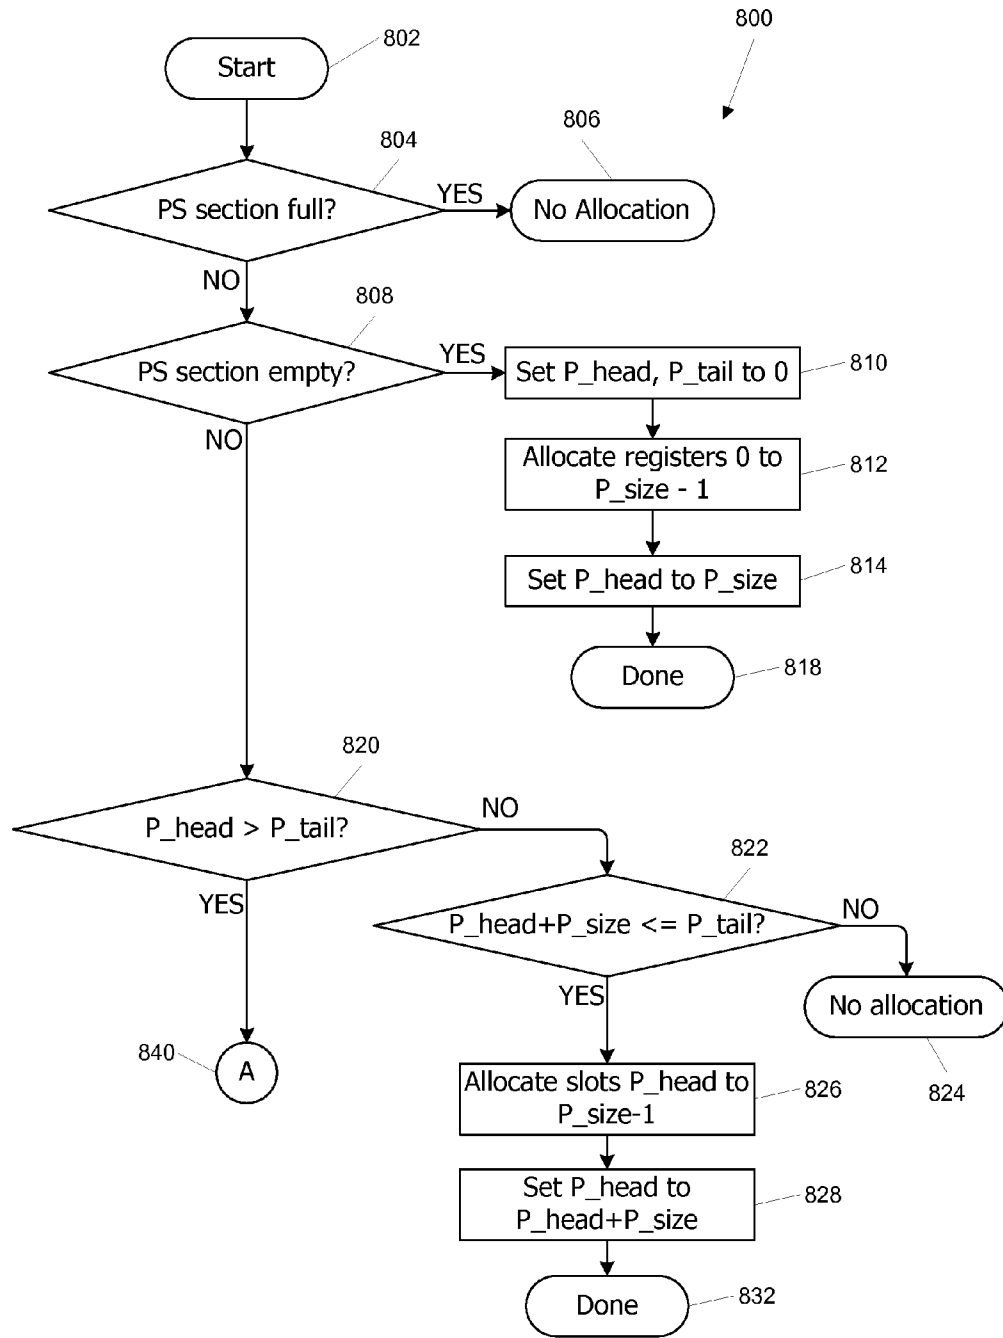 800
802
Start
804
806
PS section full?
YES
No Allocation
NO
808
PS section empty?
YES
Set P_head, P_tail to 0
810
NO
Allocate registers 0 to
P_size - 1
812
Set P_head to P_size
814
Done
818
820
P_head > P_tail?
NO
822
YES
P_head+P_size <= P_tail?
NO
YES
No allocation
824
840
A
Allocate slots P_head to
P_size-1
826
Set P_head to
P_head+P_size
828
Done
832